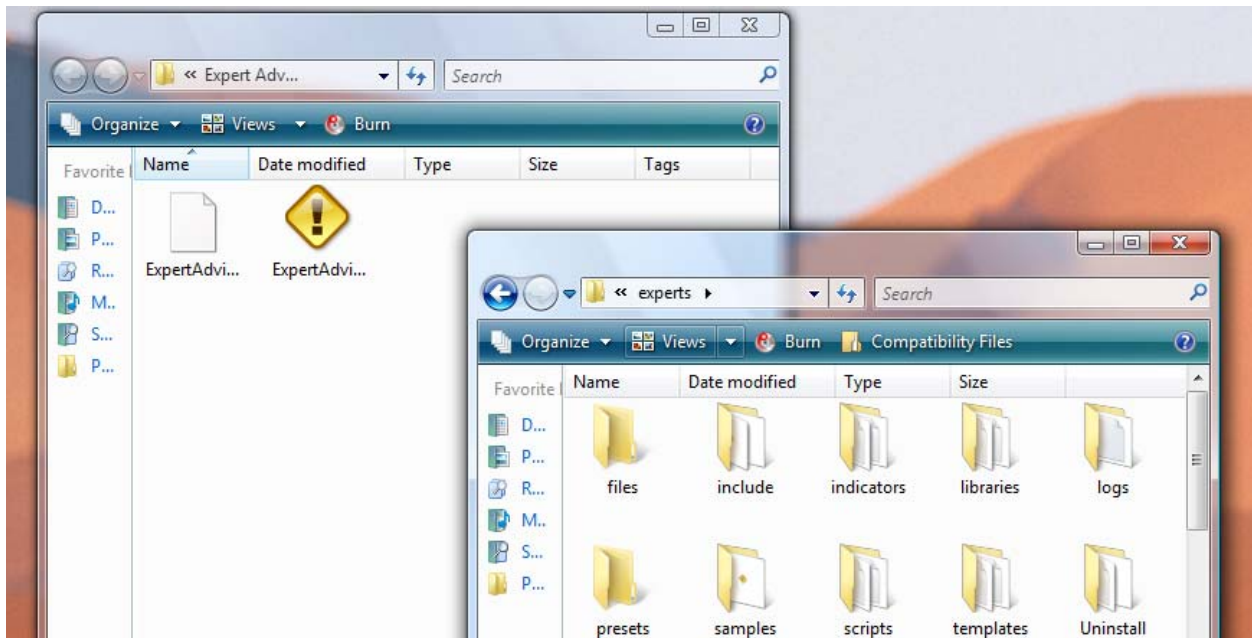 « Expert Adv...
Search
Organize
Views
Burn
Favorite
Name
Date modified
Type
Size
Tags
D...
P...
R...
M..
S...
P...
ExpertAdvi...
ExpertAdvi...
« experts
Search
Organize
Views
Burn
Compatibility Files
Favorite
Name
Date modified
Type
Size
D...
P...
R...
M..
S...
P...
files
include
indicators
libraries
logs
presets
samples
scripts
templates
Uninstall